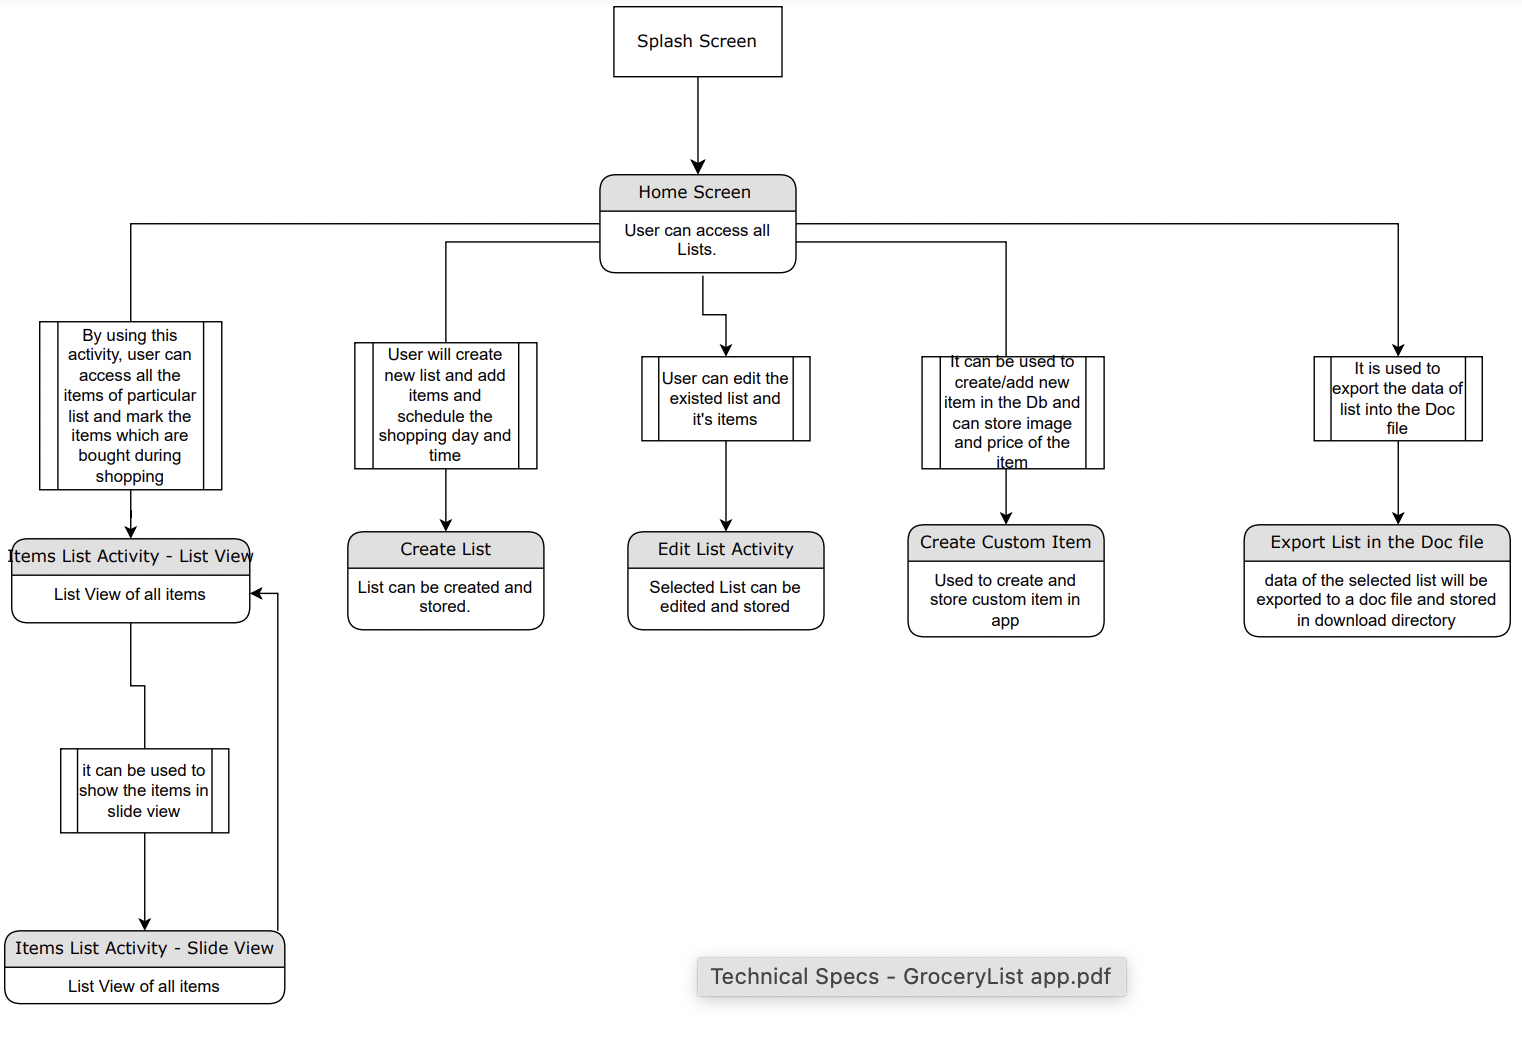 Splash Screen
Home Screen
User can access all
Lists.
By using this
activity, user can
access all the
items of particular
list and mark the
items which are
bought during
shopping
User will create
new list and add
items and
schedule the
shopping day and
time
User can edit the
existed list and
it's items
It can be used to
create/add new
item in the Db and
can store image
and price of the
item
It is used to
export the data of
list into the Doc
file
Items List Activity - List View
List View of all items
Create List
List can be created and
stored.
Edit List Activity
Selected List can be
edited and stored
Create Custom Item
Used to create and
store custom item in
app
Export List in the Doc file
data of the selected list will be
exported to a doc file and stored
in download directory
it can be used to
show the items in
slide view
Items List Activity - Slide View
List View of all items
Technical Specs - GroceryList app.pdf